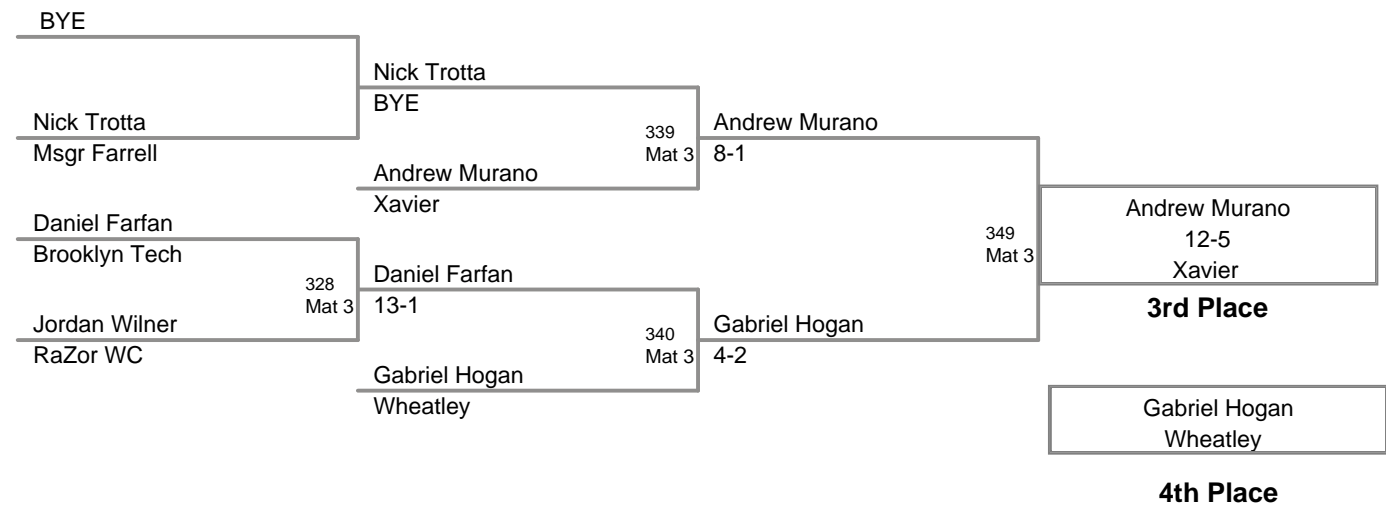 BYE
Nick Trotta
Msgr Farrell
Daniel Farfan
Brooklyn Tech
Jordan Wilner
RaZor WC
328
Mat 3
Nick Trotta
BYE
Andrew Murano
Xavier
Daniel Farfan
13-1
Gabriel Hogan
Wheatley
339
Mat 3
340
Mat 3
Andrew Murano
8-1
Gabriel Hogan
4-2
349
Mat 3
Andrew Murano
12-5
Xavier
3rd Place
Gabriel Hogan
Wheatley
4th Place